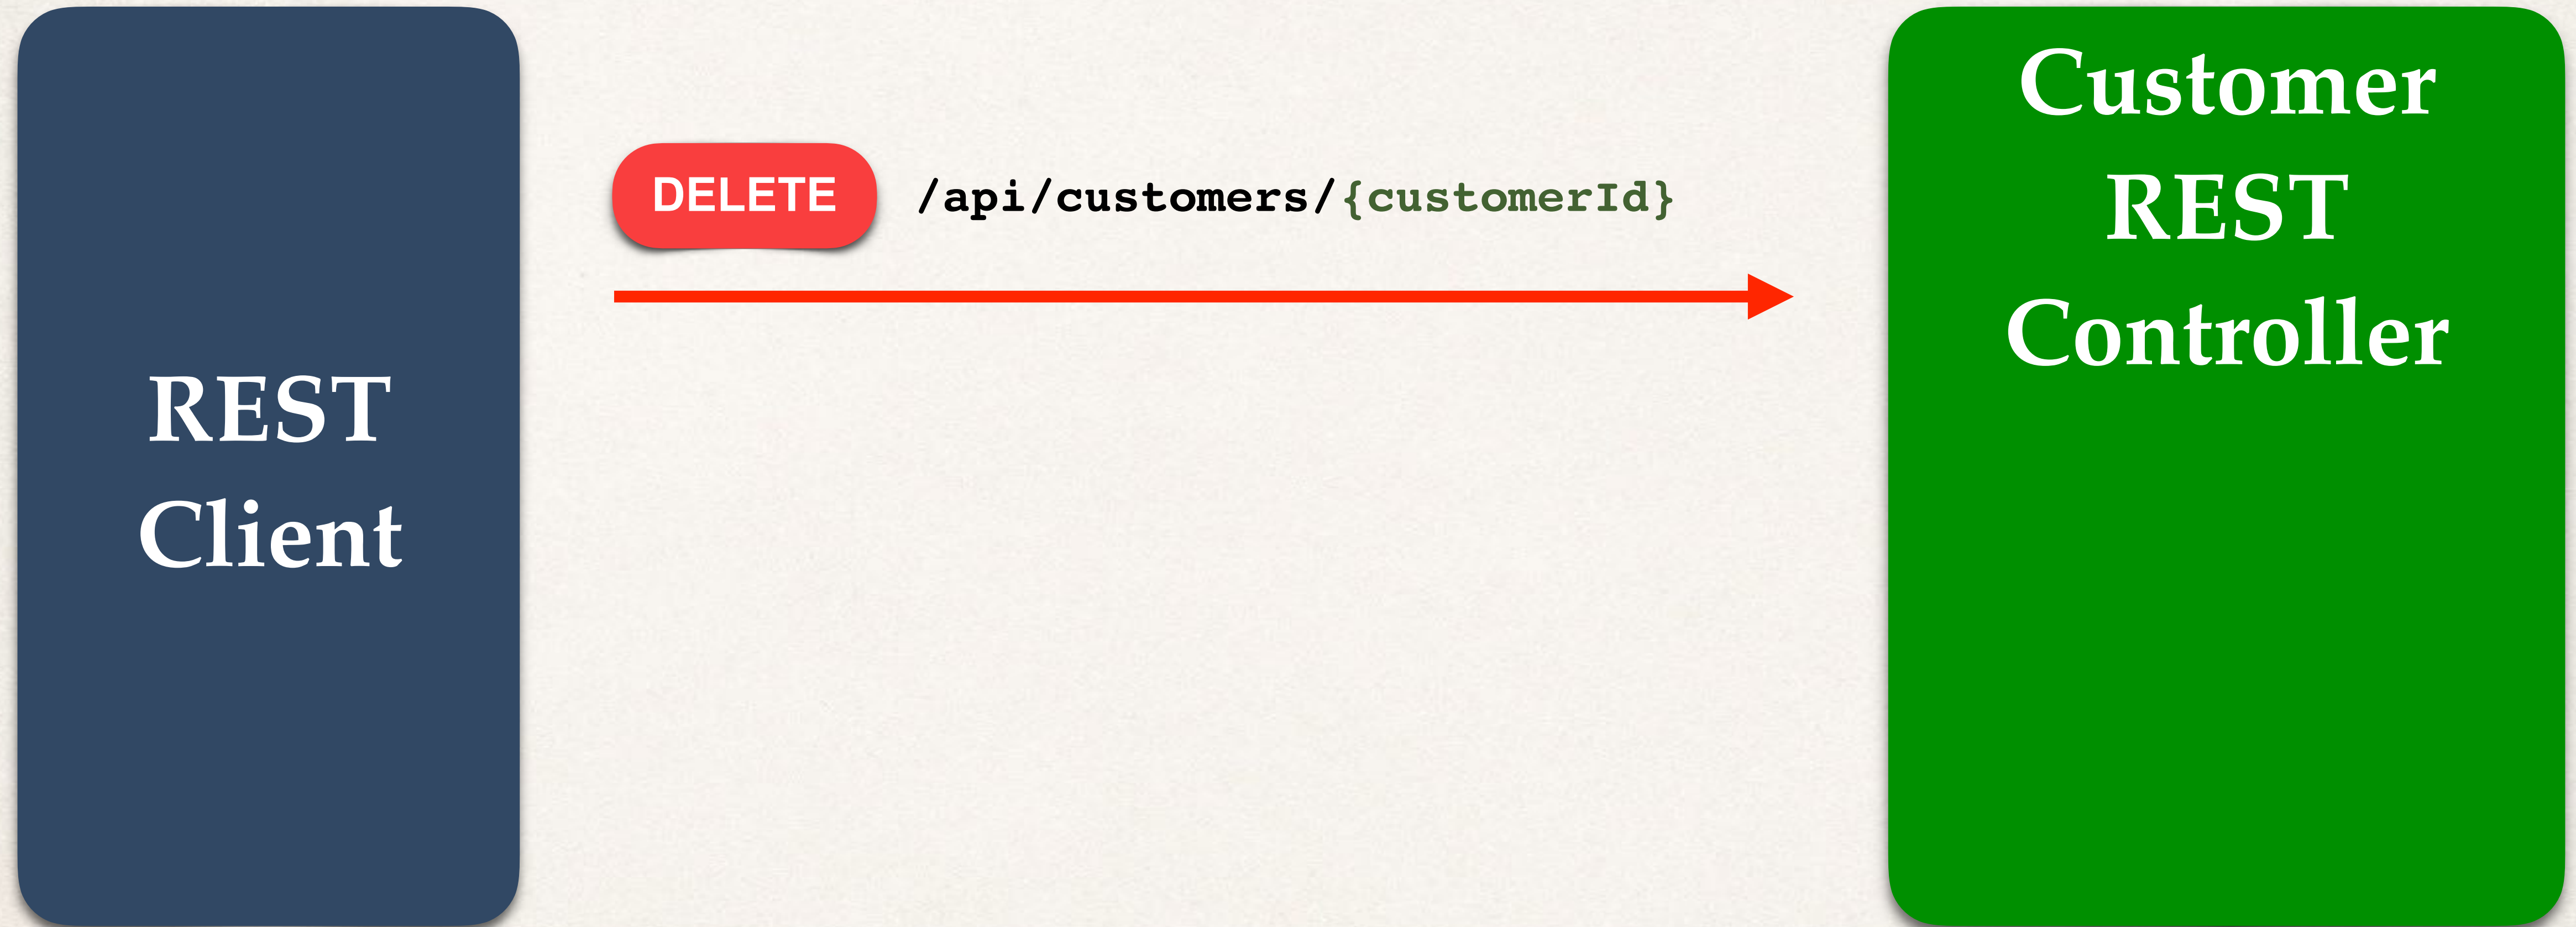 REST
Client
DELETE /api/customers/{customerId}
Customer
REST
Controller